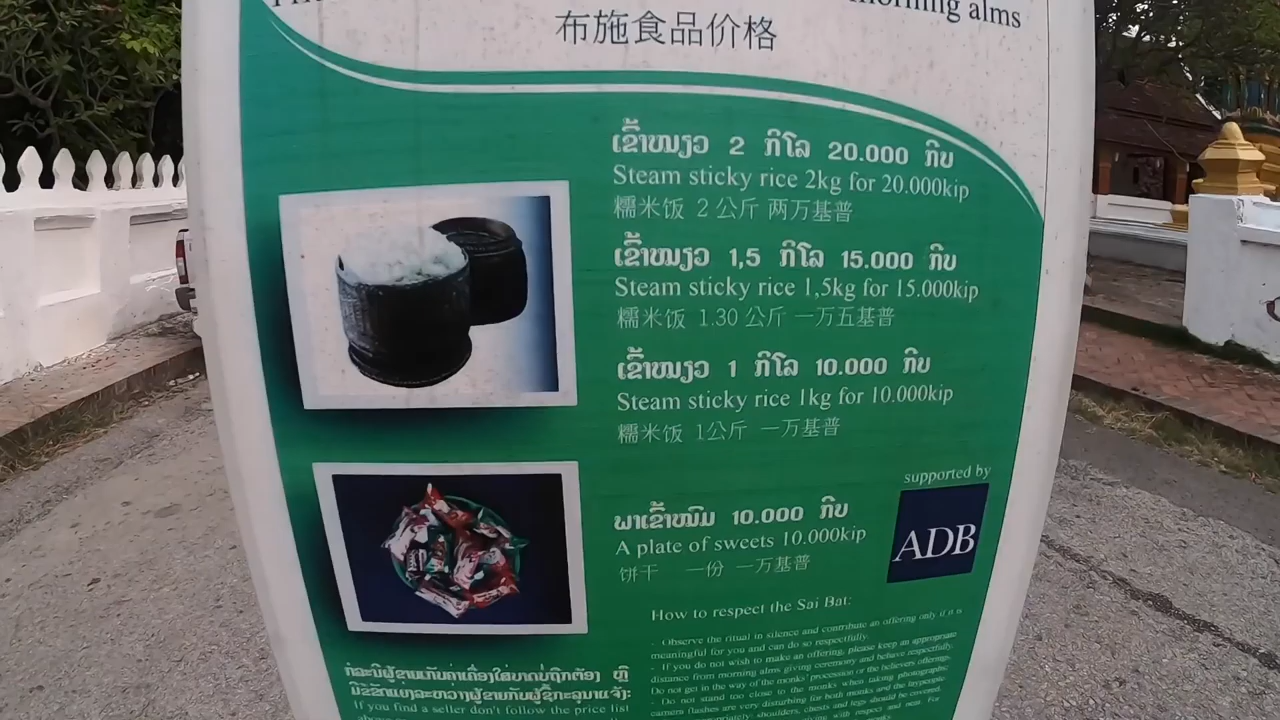 morning alms
布施食品价格
ເຂົ້າໜຽວ 2 ກິໂລ 20.000 ກີບ
Steam sticky rice 2kg for 20.000kip
糯米饭 2 公斤 两万基普
ເຂົ້າໜຽວ 1,5 ກິໂລ 15.000 ກີບ
Steam sticky rice 1,5kg for 15.000kip
糯米饭 1.30 公斤 一万五基普
ເຂົ້າໜຽວ 1 ກິໂລ 10.000 ກີບ
Steam sticky rice 1kg for 10.000kip
糯米饭 1公斤 一万基普
supported by
ADB
ພາເຂົ້າໜົມ 10.000 ກີບ
A plate of sweets 10.000kip
饼干 一份 一万基普
How to respect the Sai Bat:
- Observe the ritual in silence and contribute an offering only if it is
meaningful for you and can do so respectfully.
- If you do not wish to make an offering, please keep an appropriate
distance from morning alms giving ceremony and behave respectfully.
Do not get in the way of the monks' procession or the believers offerings.
- Do not stand too close to the monks when taking photographs;
camera flashes are very disturbing for both monks and the laypeople.
shoulders, chests and legs should be covered.
giving with respect and
If you find a seller don't follow the price list